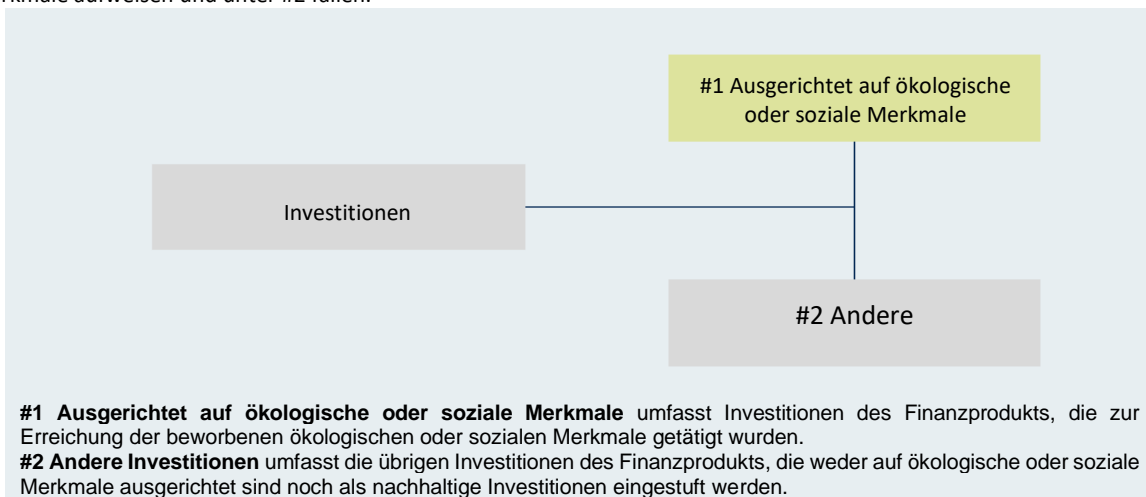 #1 Ausgerichtet auf ökologische
oder soziale Merkmale
Investitionen
#2 Andere
#1 Ausgerichtet auf ökologische oder soziale Merkmale umfasst Investitionen des Finanzprodukts, die zur
Erreichung der beworbenen ökologischen oder sozialen Merkmale getätigt wurden.
#2 Andere Investitionen umfasst die übrigen Investitionen des Finanzprodukts, die weder auf ökologische oder soziale
Merkmale ausgerichtet sind noch als nachhaltige Investitionen eingestuft werden.